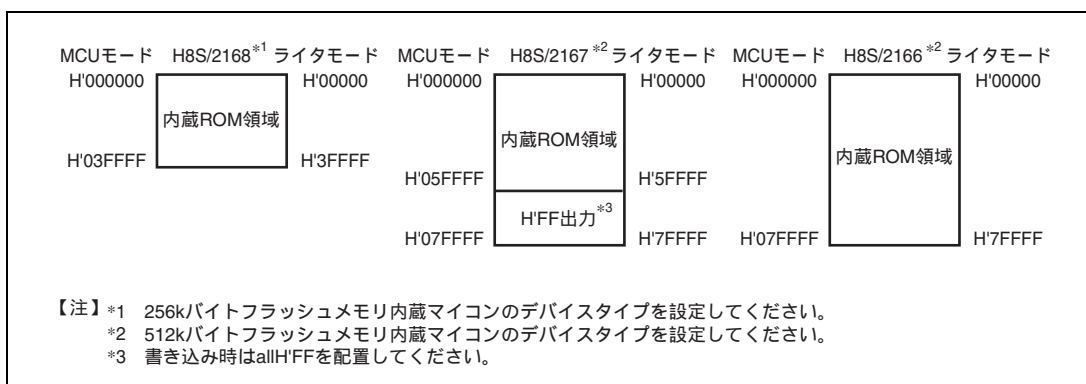 MCUモード H8S/2168*1 ライタモード MCUモード H8S/2167*2 ライタモード MCUモード H8S/2166*2 ライタモード
H'000000 H'00000 H'000000 H'00000 H'000000 H'00000
内蔵ROM領域
内蔵ROM領域
内蔵ROM領域
H'03FFFF H'3FFFF
H'05FFFF H'5FFFF
H'FF出力*3
H'07FFFF H'7FFFF H'07FFFF H'7FFFF
【注】*1 256kバイトフラッシュメモリ内蔵マイコンのデバイスタイプを設定してください。
*2 512kバイトフラッシュメモリ内蔵マイコンのデバイスタイプを設定してください。
*3 書き込み時はallH'FFを配置してください。